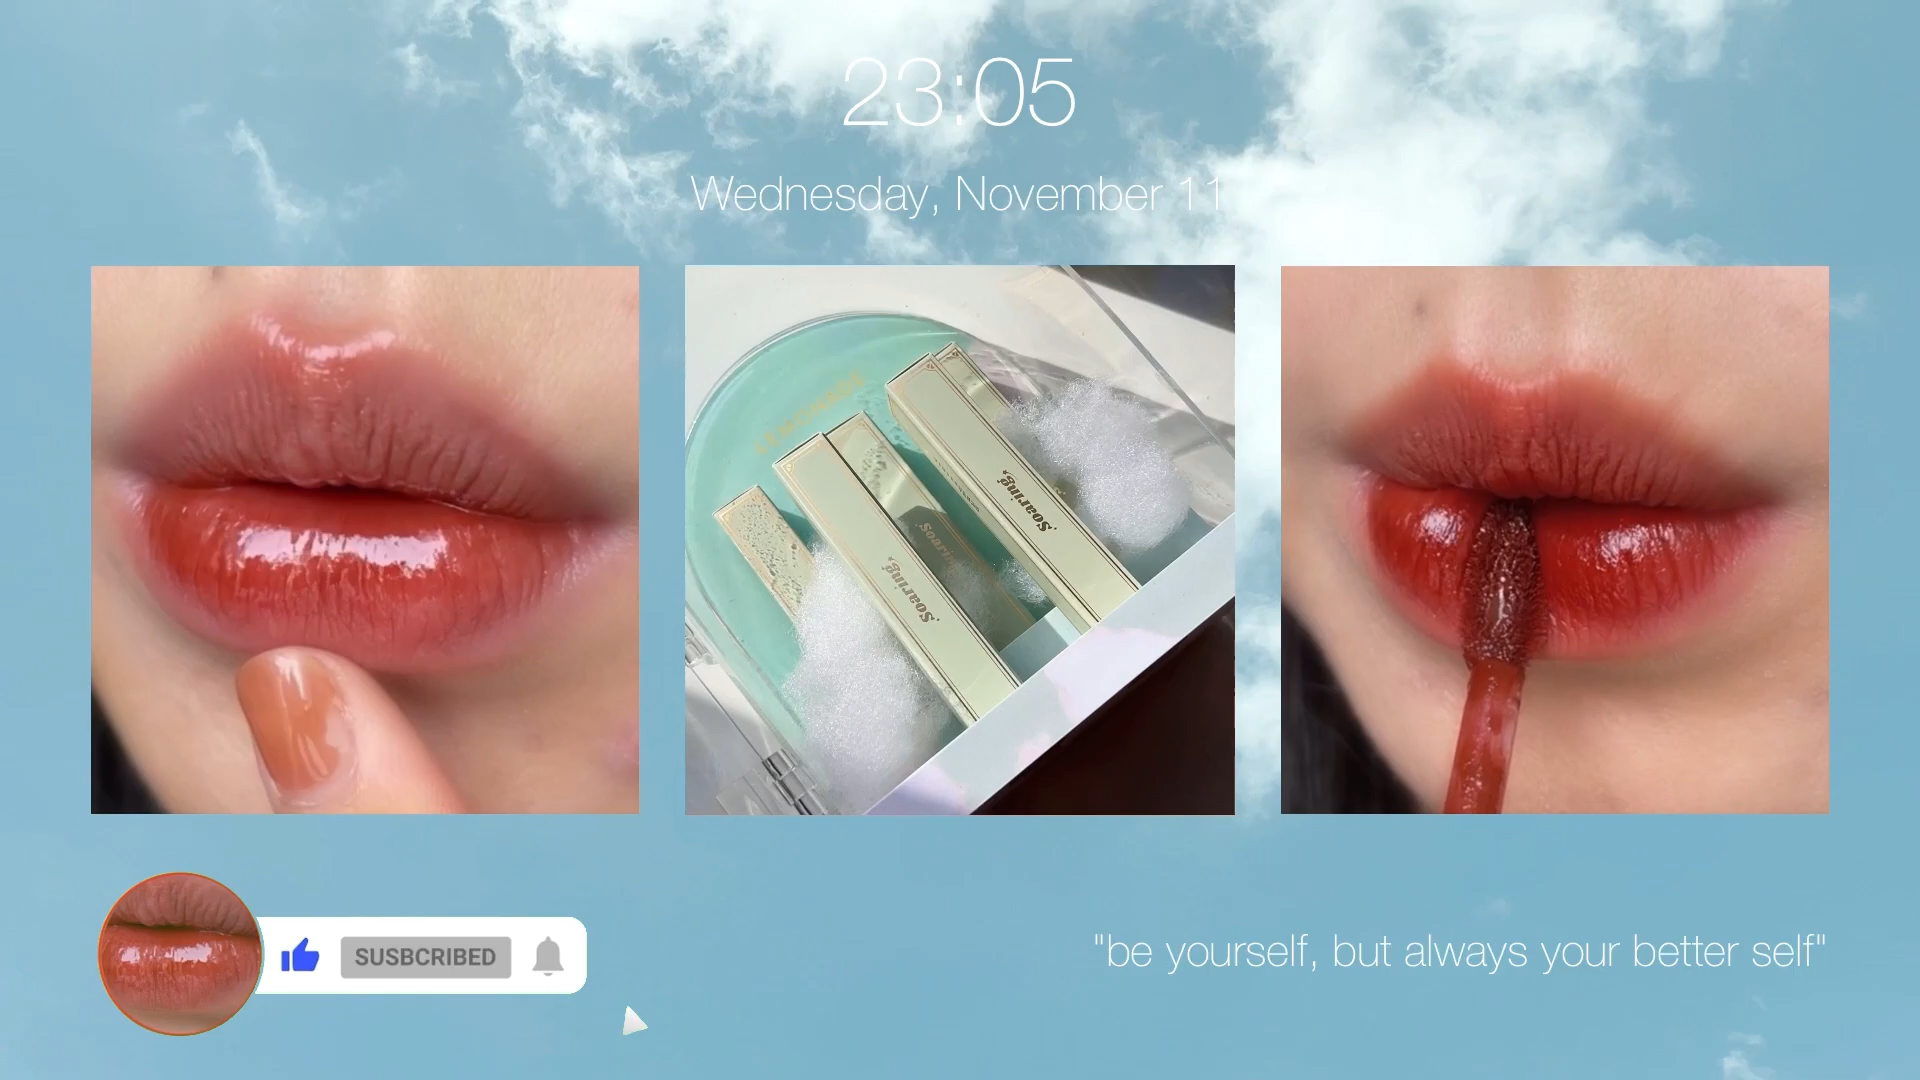 23:05
Wednesday, November 11
Soaring
Soaring
Soaring
SUSBCRIBED
"be yourself, but always your better self"